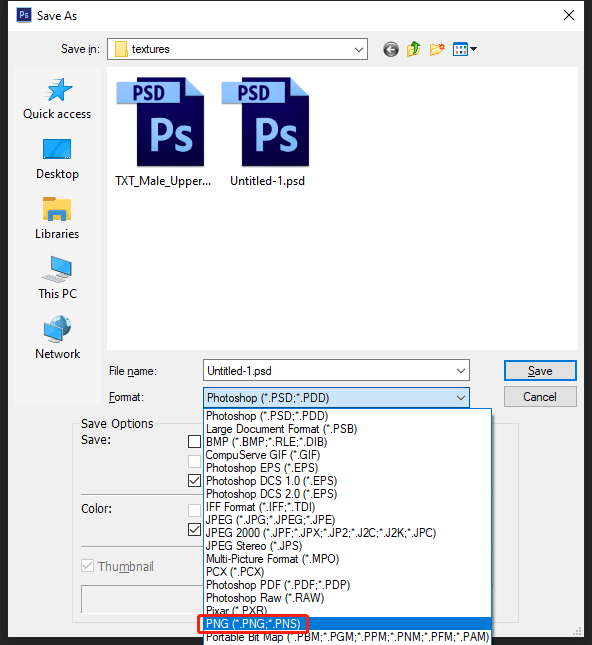 Ps Save As
Save in: textures
Quick access
Desktop
Libraries
This PC
Network
PSD PSD
Ps Ps
TXT_Male_Upper... Untitled-1.psd
File name: Untitled-1.psd Save
Format: Photoshop (*.PSD;*.PDD) Cancel
Save Options
Save:
Color:
Thumbnail
Photoshop (*.PSD;*.PDD)
Large Document Format (*.PSB)
BMP (*.BMP;*.RLE;*.DIB)
CompuServe GIF (*.GIF)
Photoshop EPS (*.EPS)
Photoshop DCS 1.0 (*.EPS)
Photoshop DCS 2.0 (*.EPS)
IFF Format (*.IFF;*.TDI)
JPEG (*.JPG;*.JPEG;*.JPE)
JPEG 2000 (*.JPF;*.JPX;*.JP2;*.J2C;*.J2K;*.JPC)
JPEG Stereo (*.JPS)
Multi-Picture Format (*.MPO)
PCX (*.PCX)
Photoshop PDF (*.PDF;*.PDP)
Photoshop Raw (*.RAW)
Pixar (*.PXR)
PNG (*.PNG;*.PNS)
Portable Bit Map (*.PBM;*.PGM;*.PPM;*.PNM;*.PFM;*.PAM)